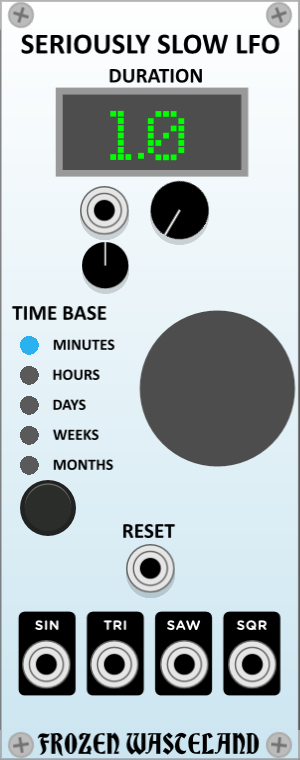 SERIOUSLY SLOW LFO
DURATION
1.0
TIME BASE
MINUTES
HOURS
DAYS
WEEKS
MONTHS
RESET
SIN TRI SAW SQR
FROZEN WASTELAND